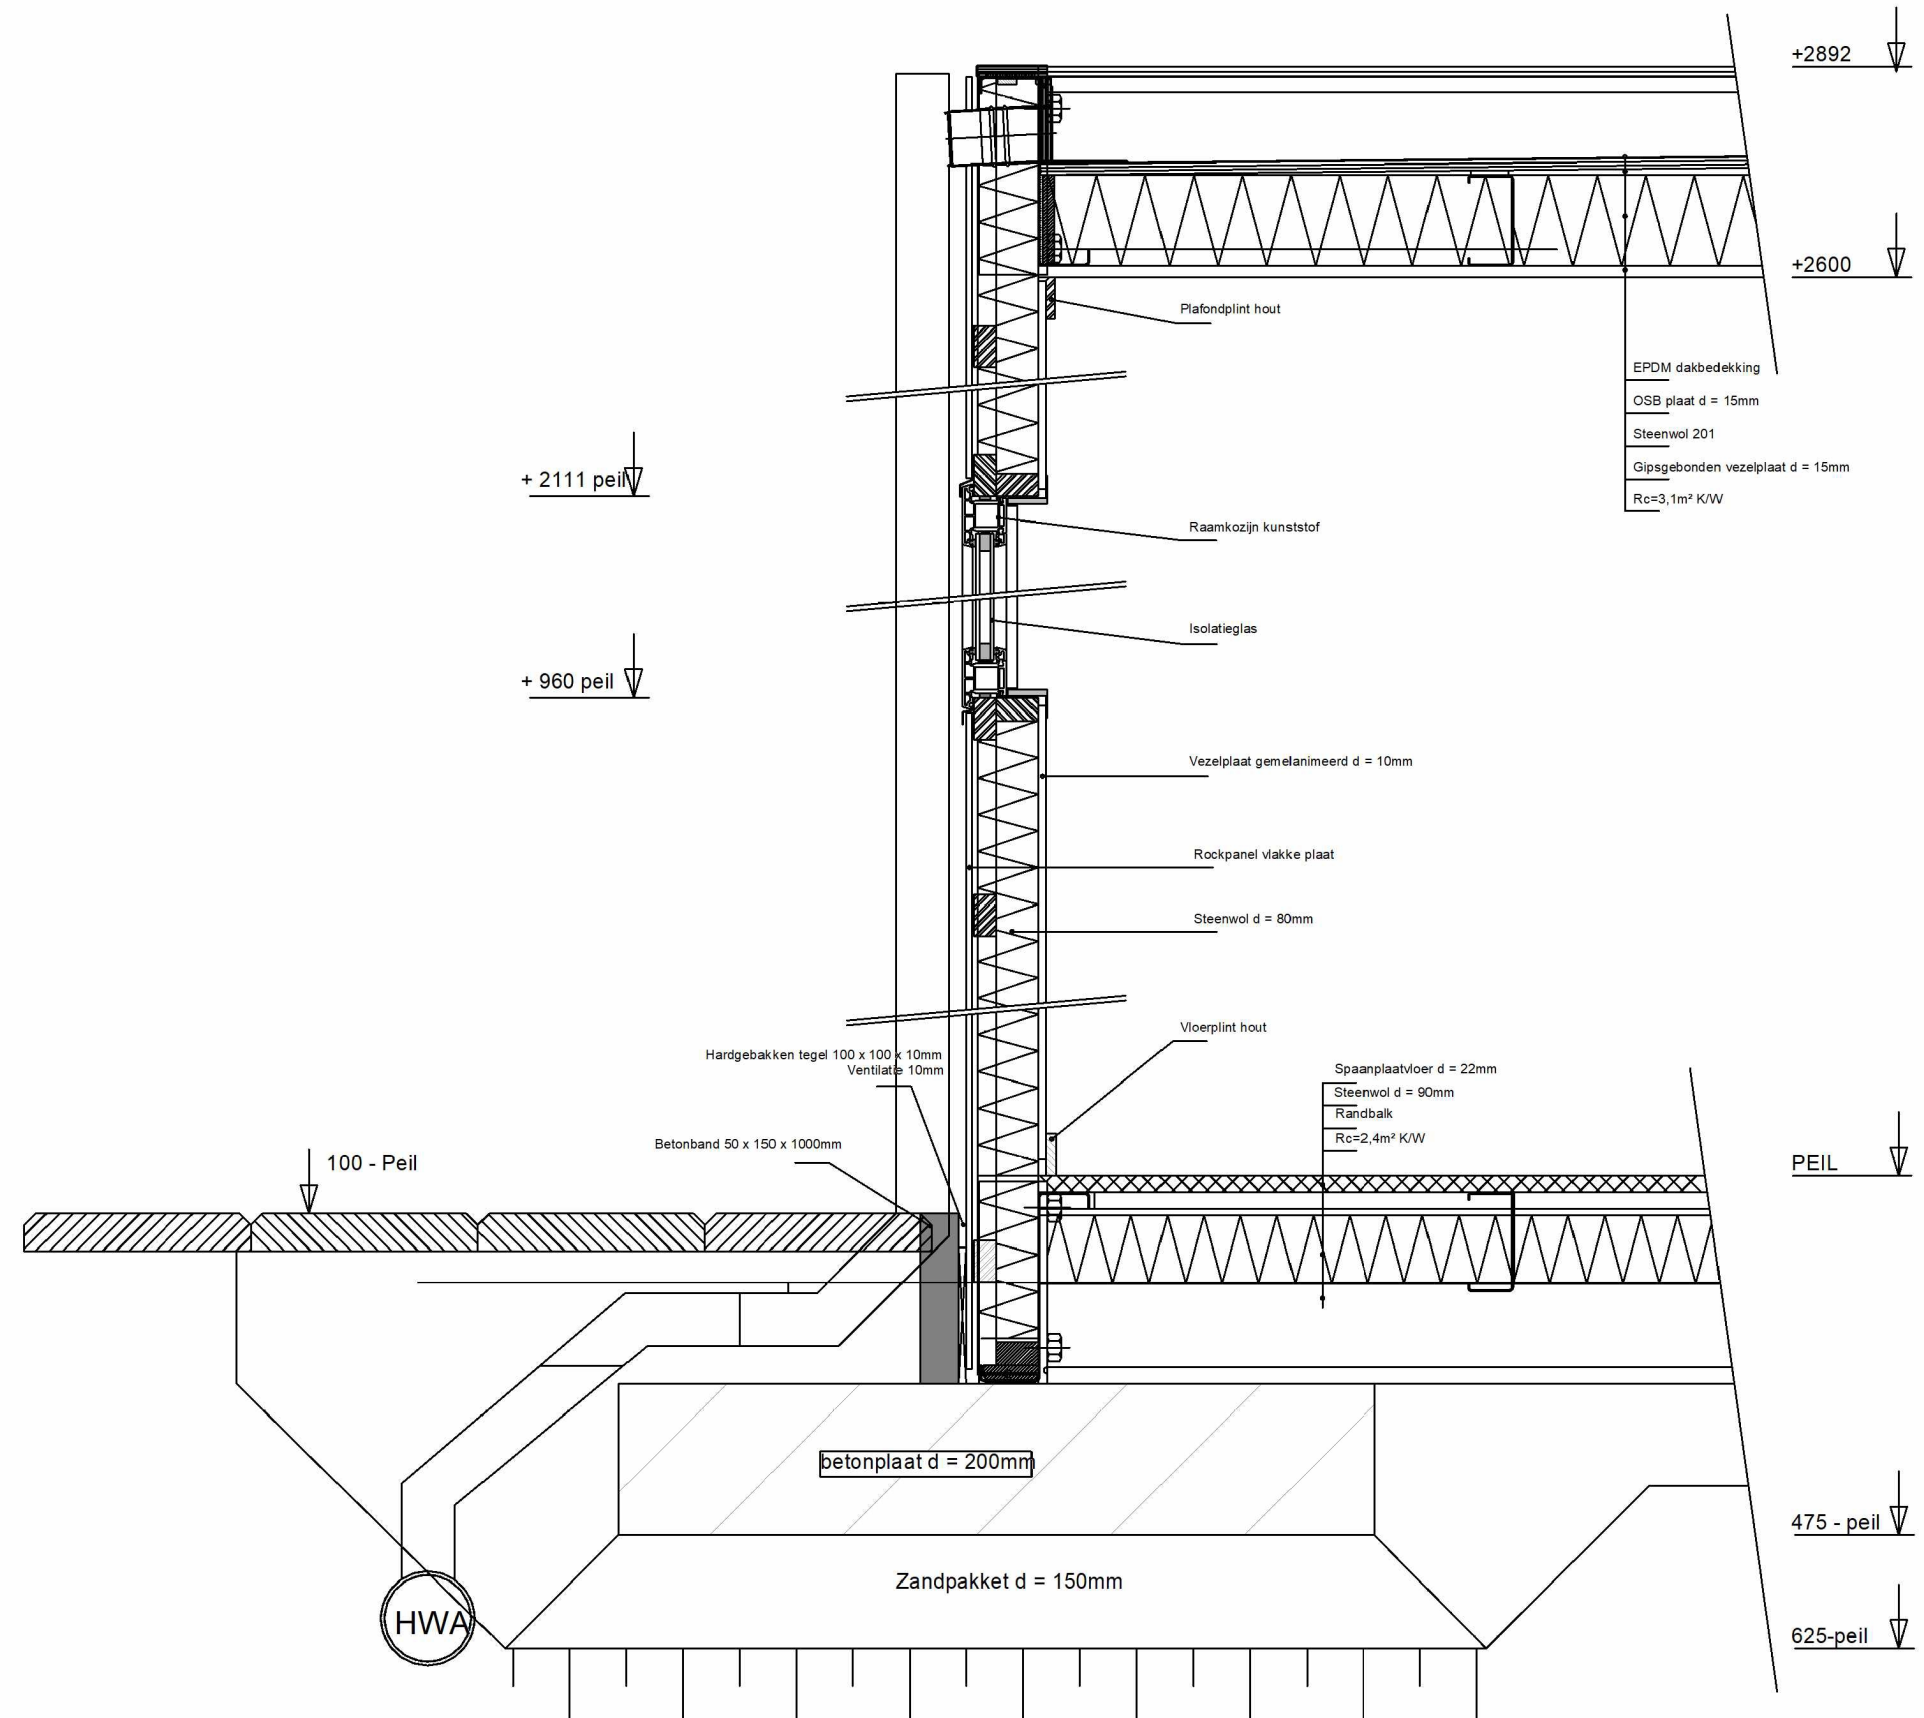 +2892
+2600
Plafondplint hout
EPDM dakbedekking
OSB plaat d = 15mm
Steenwol 201
Gipsgebonden vezelplaat d = 15mm
Rc=3,1m² K/W
+ 2111 peil
Raamkozijn kunststof
Isolatieglas
+ 960 peil
Vezelplaat gemelanimeerd d = 10mm
Rockpanel vlakke plaat
Steenwol d = 80mm
Vloerplint hout
Hardgebakken tegel 100 x 100 x 10mm
Ventilatie 10mm
Spaanplaatvloer d = 22mm
Steenwol d = 90mm
Randbalk
Rc=2,4m² K/W
Betonband 50 x 150 x 1000mm
100 - Peil
PEIL
betonplaat d = 200mm
475 - peil
Zandpakket d = 150mm
HWA
625-peil